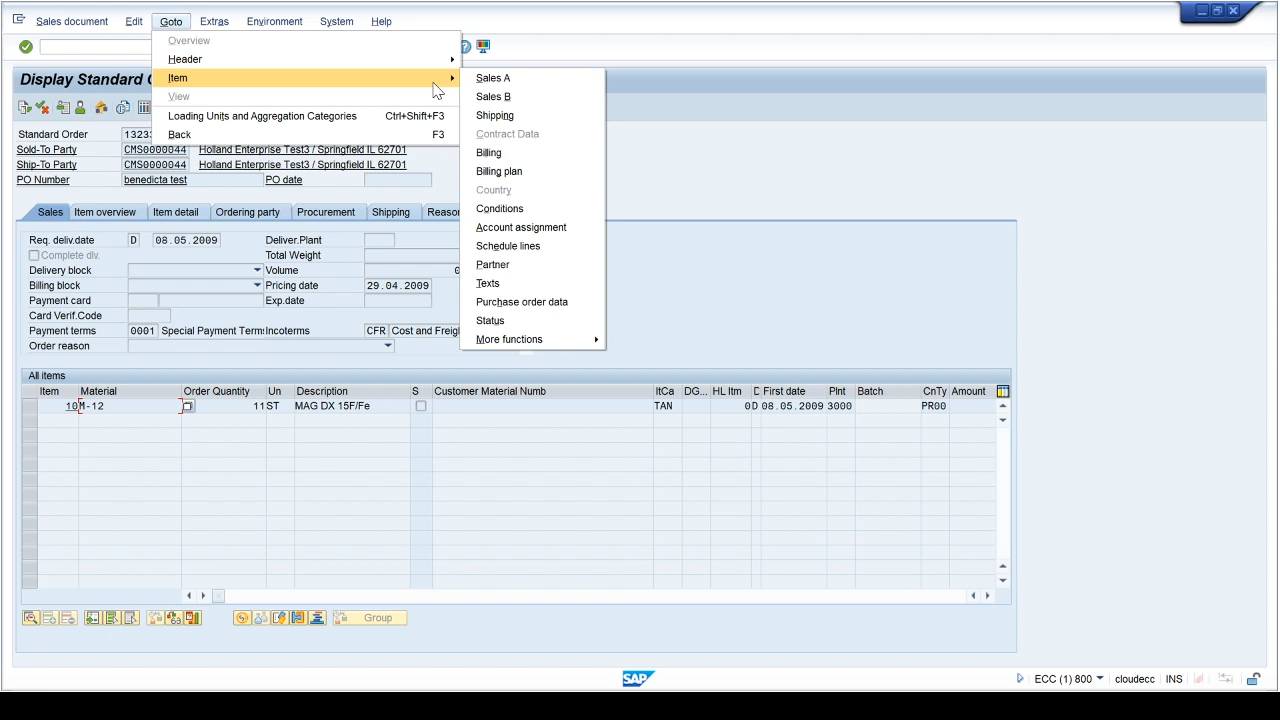 Sales document Edit Goto Extras Environment System Help
Overview
Header
Item
View
Loading Units and Aggregation Categories Ctrl+Shift+F3
Back F3
Sales A
Sales B
Shipping
Contract Data
Billing
Billing plan
Country
Conditions
Account assignment
Schedule lines
Partner
Texts
Purchase order data
Status
More functions
Display Standard
Standard Order
Sold-To Party CMS0000044 Holland Enterprise Test3 / Springfield IL 62701
Ship-To Party CMS0000044 Holland Enterprise Test3 / Springfield IL 62701
PO Number benedicta test PO date
Sales Item overview Item detail Ordering party Procurement Shipping
Req. deliv.date D 08.05.2009 Deliver.Plant
Complete dlv. Total Weight
Delivery block Volume
Billing block Pricing date 29.04.2009
Payment card Exp.date
Card Verif.Code
Payment terms 0001 Special Payment Term Incoterms CFR Cost and
Order reason
All items
Item Material Order Quantity Un Description S Customer Material Numb ItCa DG... HL Itm D First date Plnt Batch CnTy Amount
10 M-12 11 ST MAG DX 15F/Fe TAN 0 D 08.05.2009 3000 PR00
Group
SAP ECC (1) 800 cloudecc INS